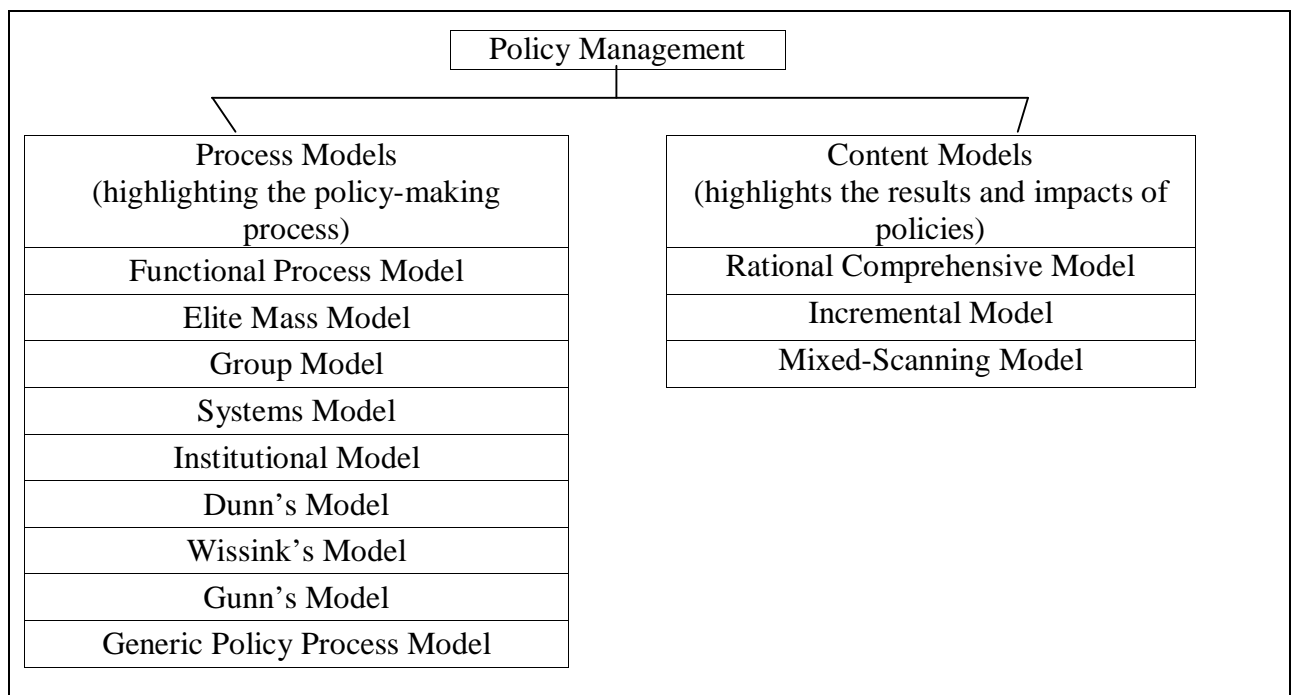 Policy Management
Process Models
(highlighting the policy-making
process)
Functional Process Model
Elite Mass Model
Group Model
Systems Model
Institutional Model
Dunn’s Model
Wissink’s Model
Gunn’s Model
Generic Policy Process Model
Content Models
(highlights the results and impacts of
policies)
Rational Comprehensive Model
Incremental Model
Mixed-Scanning Model